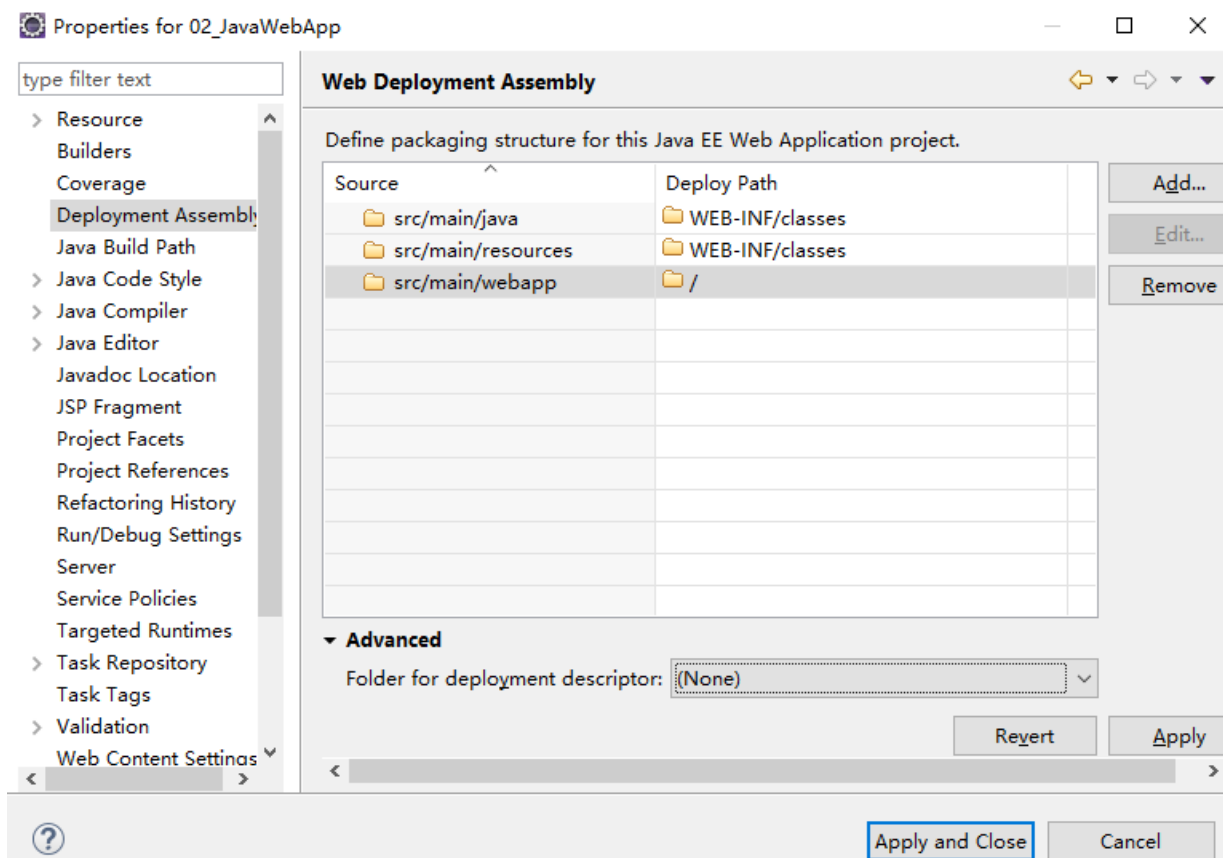 Properties for 02_JavaWebApp
type filter text
Resource
Builders
Coverage
Deployment Assembly
Java Build Path
Java Code Style
Java Compiler
Java Editor
Javadoc Location
JSP Fragment
Project Facets
Project References
Refactoring History
Run/Debug Settings
Server
Service Policies
Targeted Runtimes
Task Repository
Task Tags
Validation
Web Content Settings
Web Deployment Assembly
Define packaging structure for this Java EE Web Application project.
Source Deploy Path
src/main/java WEB-INF/classes
src/main/resources WEB-INF/classes
src/main/webapp /
Add...
Edit...
Remove
Advanced
Folder for deployment descriptor: (None)
Revert Apply
? Apply and Close Cancel